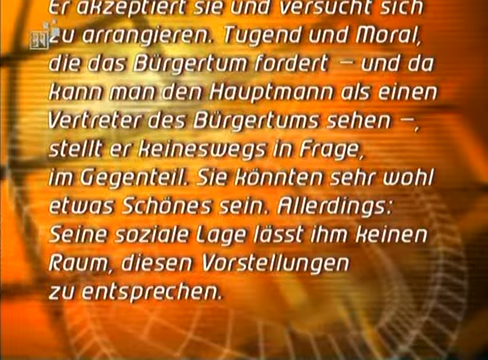 Er akzeptiert sie und versucht sich
zu arrangieren. Tugend und Moral,
die das Bürgertum fordert – und da
kann man den Hauptmann als einen
Vertreter des Bürgertums sehen –,
stellt er keineswegs in Frage,
im Gegenteil. Sie könnten sehr wohl
etwas Schönes sein. Allerdings:
Seine soziale Lage lässt ihm keinen
Raum, diesen Vorstellungen
zu entsprechen.